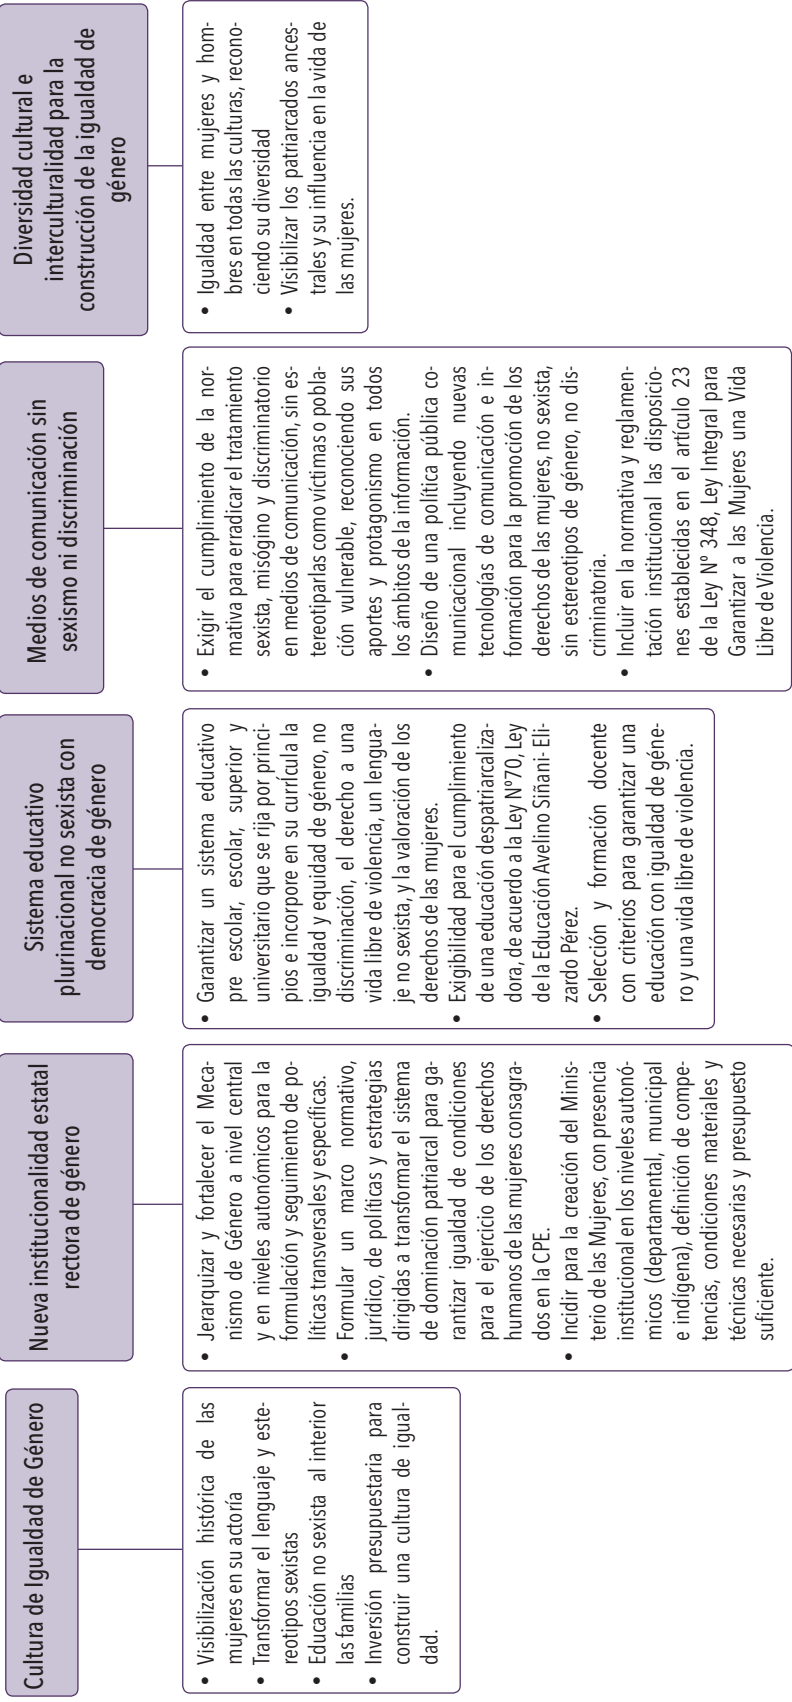 Cultura de Igualdad de Género
• Visibilización histórica de las
mujeres en su actoría
• Transformar el lenguaje y este-
reotipos sexistas
• Educación no sexista al interior
las familias
• Inversión presupuestaria para
construir una cultura de igual-
dad.
Nueva institucionalidad estatal
rectora de género
• Jerarquizar y fortalecer el Meca-
nismo de Género a nivel central
y en niveles autonómicos para la
formulación y seguimiento de po-
líticas transversales y específicas.
• Formular un marco normativo,
jurídico, de políticas y estrategias
dirigidas a transformar el sistema
de dominación patriarcal para ga-
rantizar igualdad de condiciones
para el ejercicio de los derechos
humanos de las mujeres consagra-
dos en la CPE.
• Incidir para la creación del Minis-
terio de las Mujeres, con presencia
institucional en los niveles autonó-
micos (departamental, municipal
e indígena), definición de compe-
tencias, condiciones materiales y
técnicas necesarias y presupuesto
suficiente.
Sistema educativo
plurinacional no sexista con
democracia de género
• Garantizar un sistema educativo
pre escolar, escolar, superior y
universitario que se rija por princi-
pios e incorpore en su currícula la
igualdad y equidad de género, no
discriminación, el derecho a una
vida libre de violencia, un lengua-
je no sexista, y la valoración de los
derechos de las mujeres.
• Exigibilidad para el cumplimiento
de una educación despatriarcaliza-
dora, de acuerdo a la Ley Nº70, Ley
de la Educación Avelino Siñani- Eli-
zardo Pérez.
• Selección y formación docente
con criterios para garantizar una
educación con igualdad de géne-
ro y una vida libre de violencia.
Medios de comunicación sin
sexismo ni discriminación
• Exigir el cumplimiento de la nor-
mativa para erradicar el tratamiento
sexista, misógino y discriminatorio
en medios de comunicación, sin es-
tereotiparlas como víctimas o pobla-
ción vulnerable, reconociendo sus
aportes y protagonismo en todos
los ámbitos de la información.
• Diseño de una política pública co-
municacional incluyendo nuevas
tecnologías de comunicación e in-
formación para la promoción de los
derechos de las mujeres, no sexista,
sin estereotipos de género, no dis-
criminatoria.
• Incluir en la normativa y reglamen-
tación institucional las disposicio-
nes establecidas en el artículo 23
de la Ley Nº 348, Ley Integral para
Garantizar a las Mujeres una Vida
Libre de Violencia.
Diversidad cultural e
interculturalidad para la
construcción de la igualdad de
género
• Igualdad entre mujeres y hom-
bres en todas las culturas, recono-
ciendo su diversidad
• Visibilizar los patriarcados ances-
trales y su influencia en la vida de
las mujeres.